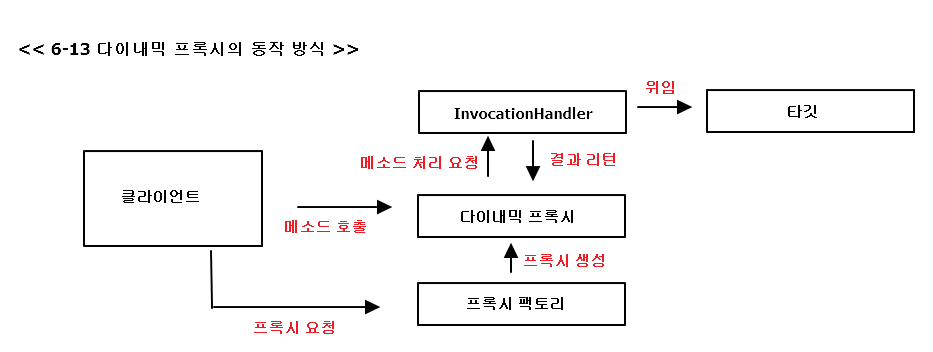 << 6-13 다이내믹 프록시의 동작 방식 >>
위임
InvocationHandler
타깃
메소드 처리 요청
결과 리턴
클라이언트
다이내믹 프록시
메소드 호출
프록시 생성
프록시 팩토리
프록시 요청